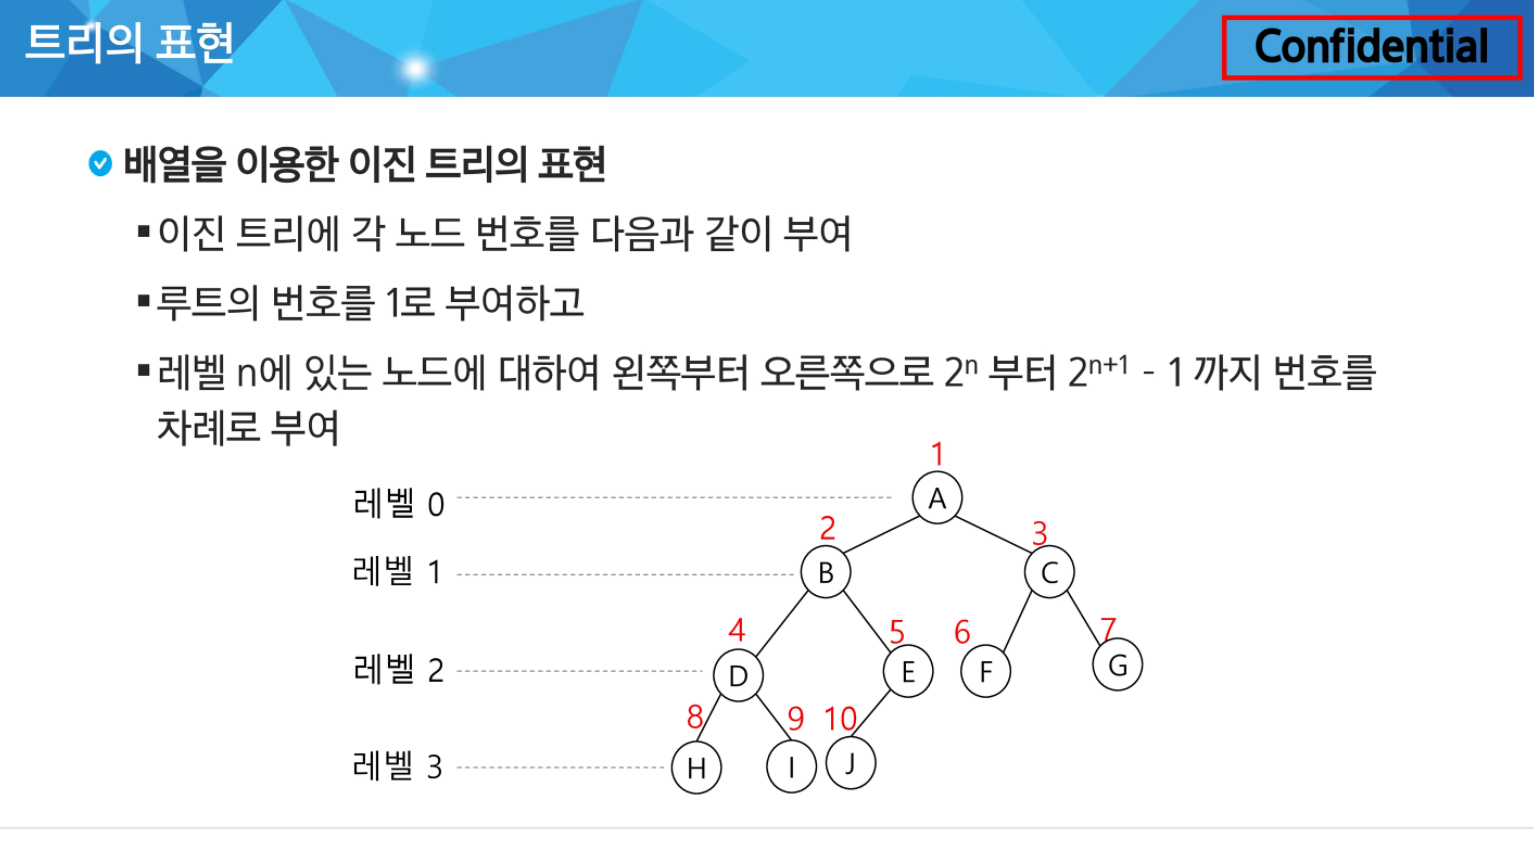 트리의 표현
Confidential
배열을 이용한 이진 트리의 표현
▪이진 트리에 각 노드 번호를 다음과 같이 부여
▪루트의 번호를 1로 부여하고
▪레벨 n에 있는 노드에 대하여 왼쪽부터 오른쪽으로 2ⁿ 부터 2ⁿ⁺¹ - 1 까지 번호를
차례로 부여
1
레벨 0 A
2 3
레벨 1 B C
4 5 6 7
레벨 2 D E F G
8 9 10
레벨 3 H I J